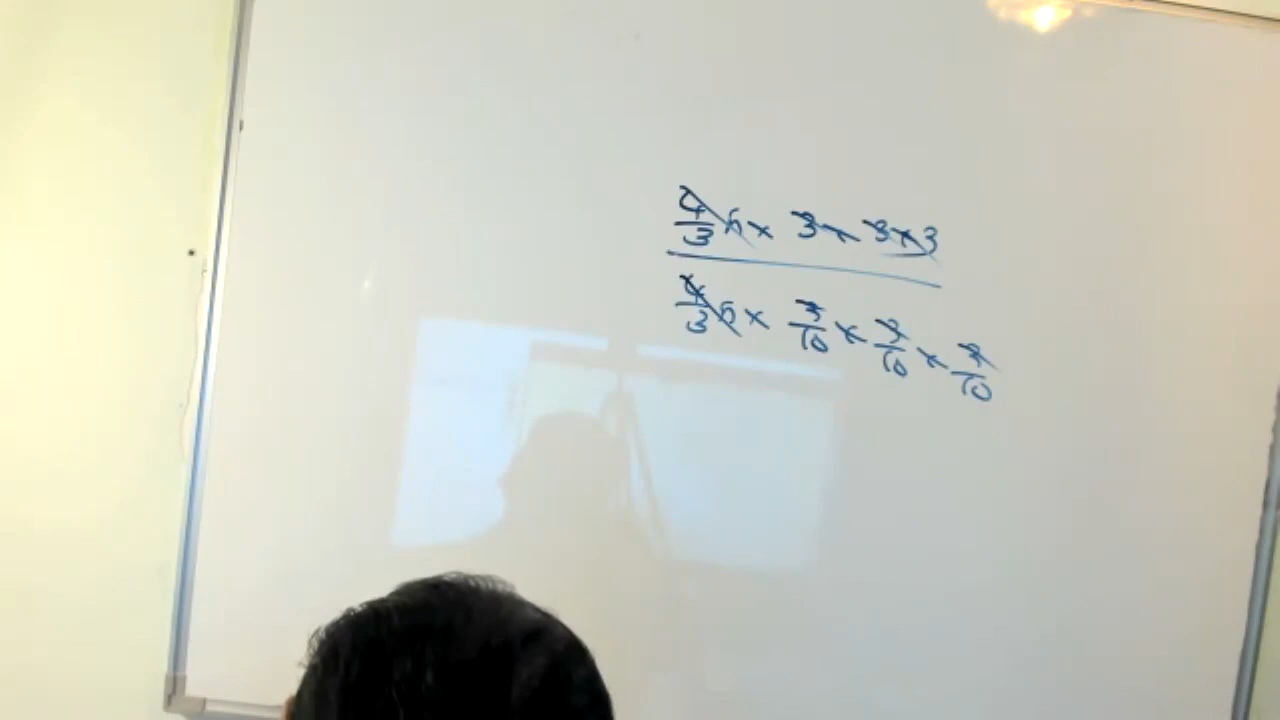 4/3 π × 3 × 3 × 3
4/3 π × 3/10 × 3/10 × 3/10